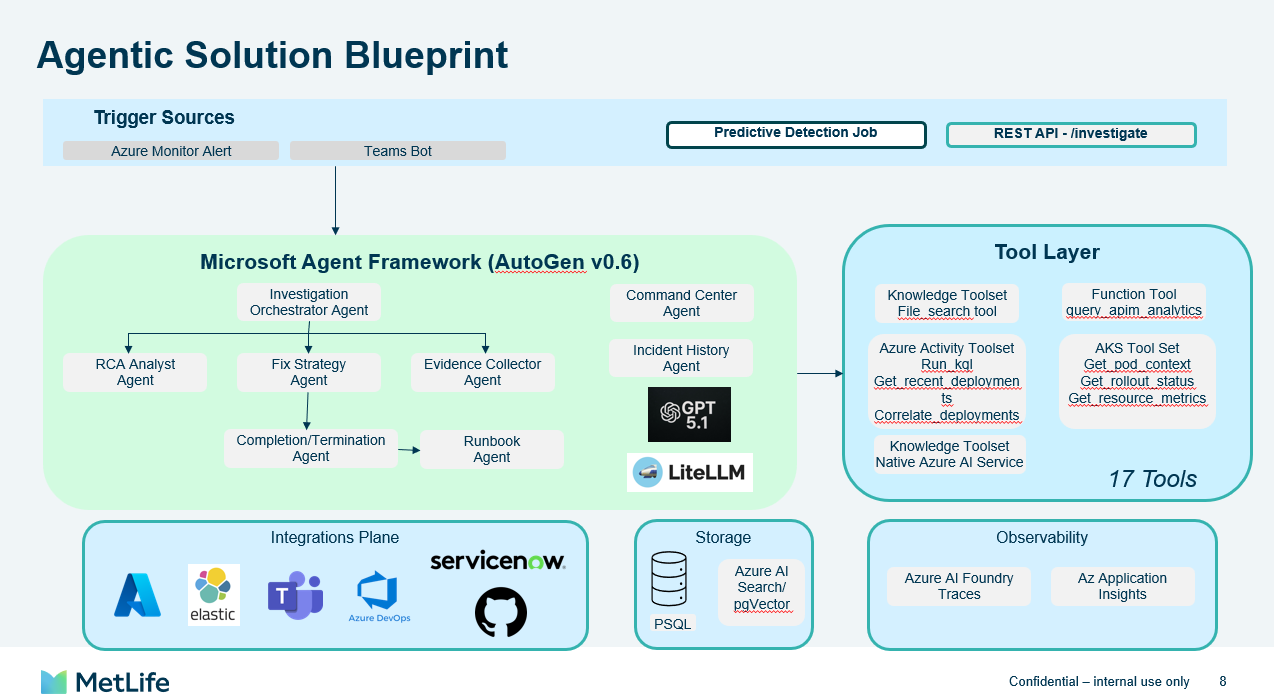 Agentic Solution Blueprint
Trigger Sources
Azure Monitor Alert
Teams Bot
Predictive Detection Job
REST API - /investigate
Microsoft Agent Framework (AutoGen v0.6)
Investigation
Orchestrator Agent
Command Center
Agent
RCA Analyst
Agent
Fix Strategy
Agent
Evidence Collector
Agent
Incident History
Agent
GPT
5.1
Completion/Termination
Agent
Runbook
Agent
LiteLLM
Tool Layer
Knowledge Toolset
File_search tool
Function Tool
query_apim_analytics
Azure Activity Toolset
Run_kql
Get_recent_deploymen
ts
Correlate_deployments
AKS Tool Set
Get_pod_context
Get_rollout_status
Get_resource_metrics
Knowledge Toolset
Native Azure AI Service
17 Tools
Integrations Plane
elastic
T
Azure DevOps
servicenow.
Storage
PSQL
Azure AI
Search/
pgVector
Observability
Azure AI Foundry
Traces
Az Application
Insights
MetLife
Confidential – internal use only
8